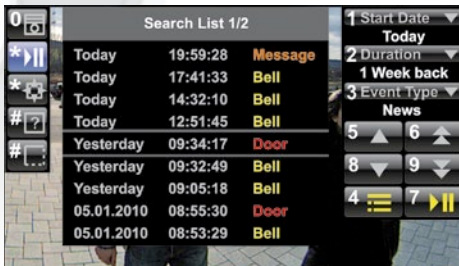 0
*
*
#
?
#
Search List 1/2
Today 19:59:28 Message
Today 17:41:33 Bell
Today 14:32:10 Bell
Today 12:51:45 Bell
Yesterday 09:34:17 Door
Yesterday 09:32:49 Bell
Yesterday 09:05:18 Bell
05.01.2010 08:55:30 Door
05.01.2010 08:53:29 Bell
1 Start Date
Today
2 Duration
1 Week back
3 Event Type
News
5 6
8 9
4 7